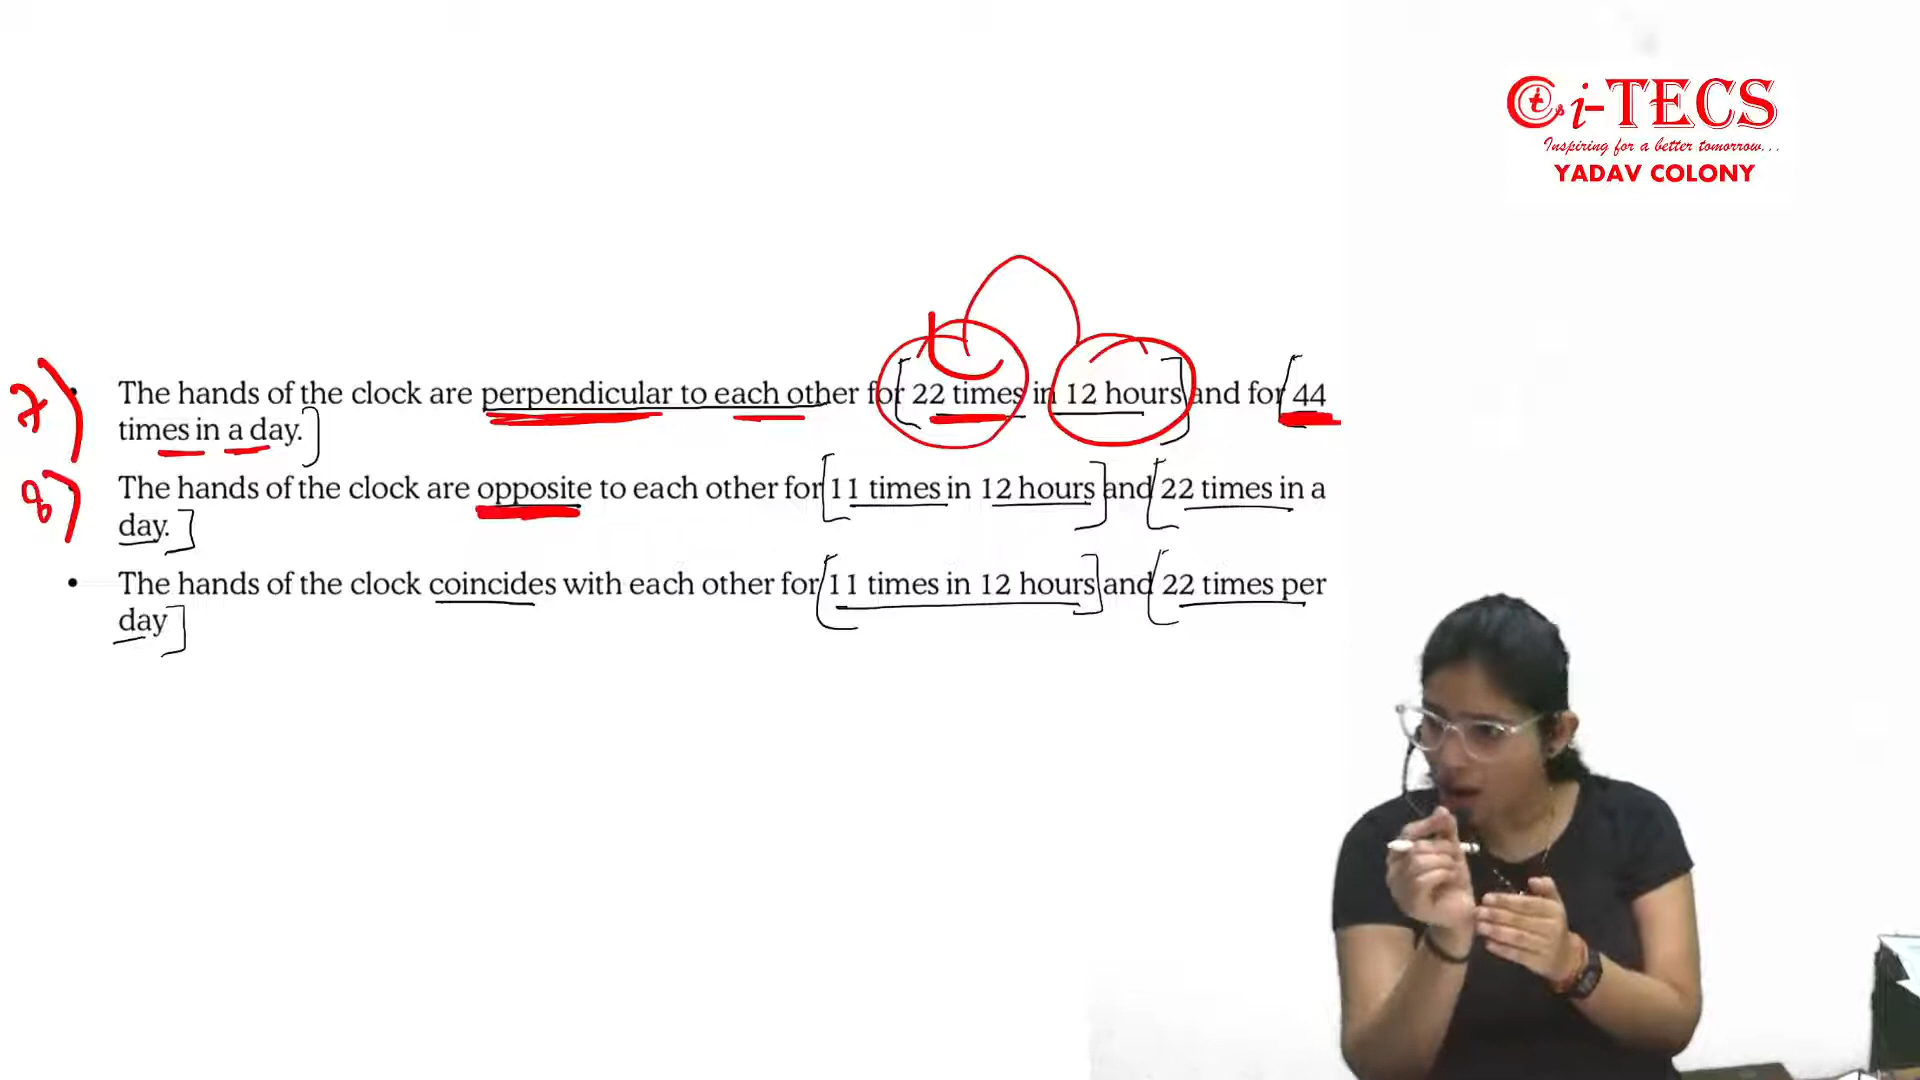 i-TECS
Inspiring for a better tomorrow...
YADAV COLONY
7)
The hands of the clock are perpendicular to each other for [22 times in 12 hours] and for [44
times in a day.]
8)
The hands of the clock are opposite to each other for [11 times in 12 hours] and [22 times in a
day.]
• The hands of the clock coincides with each other for [11 times in 12 hours] and [22 times per
day]